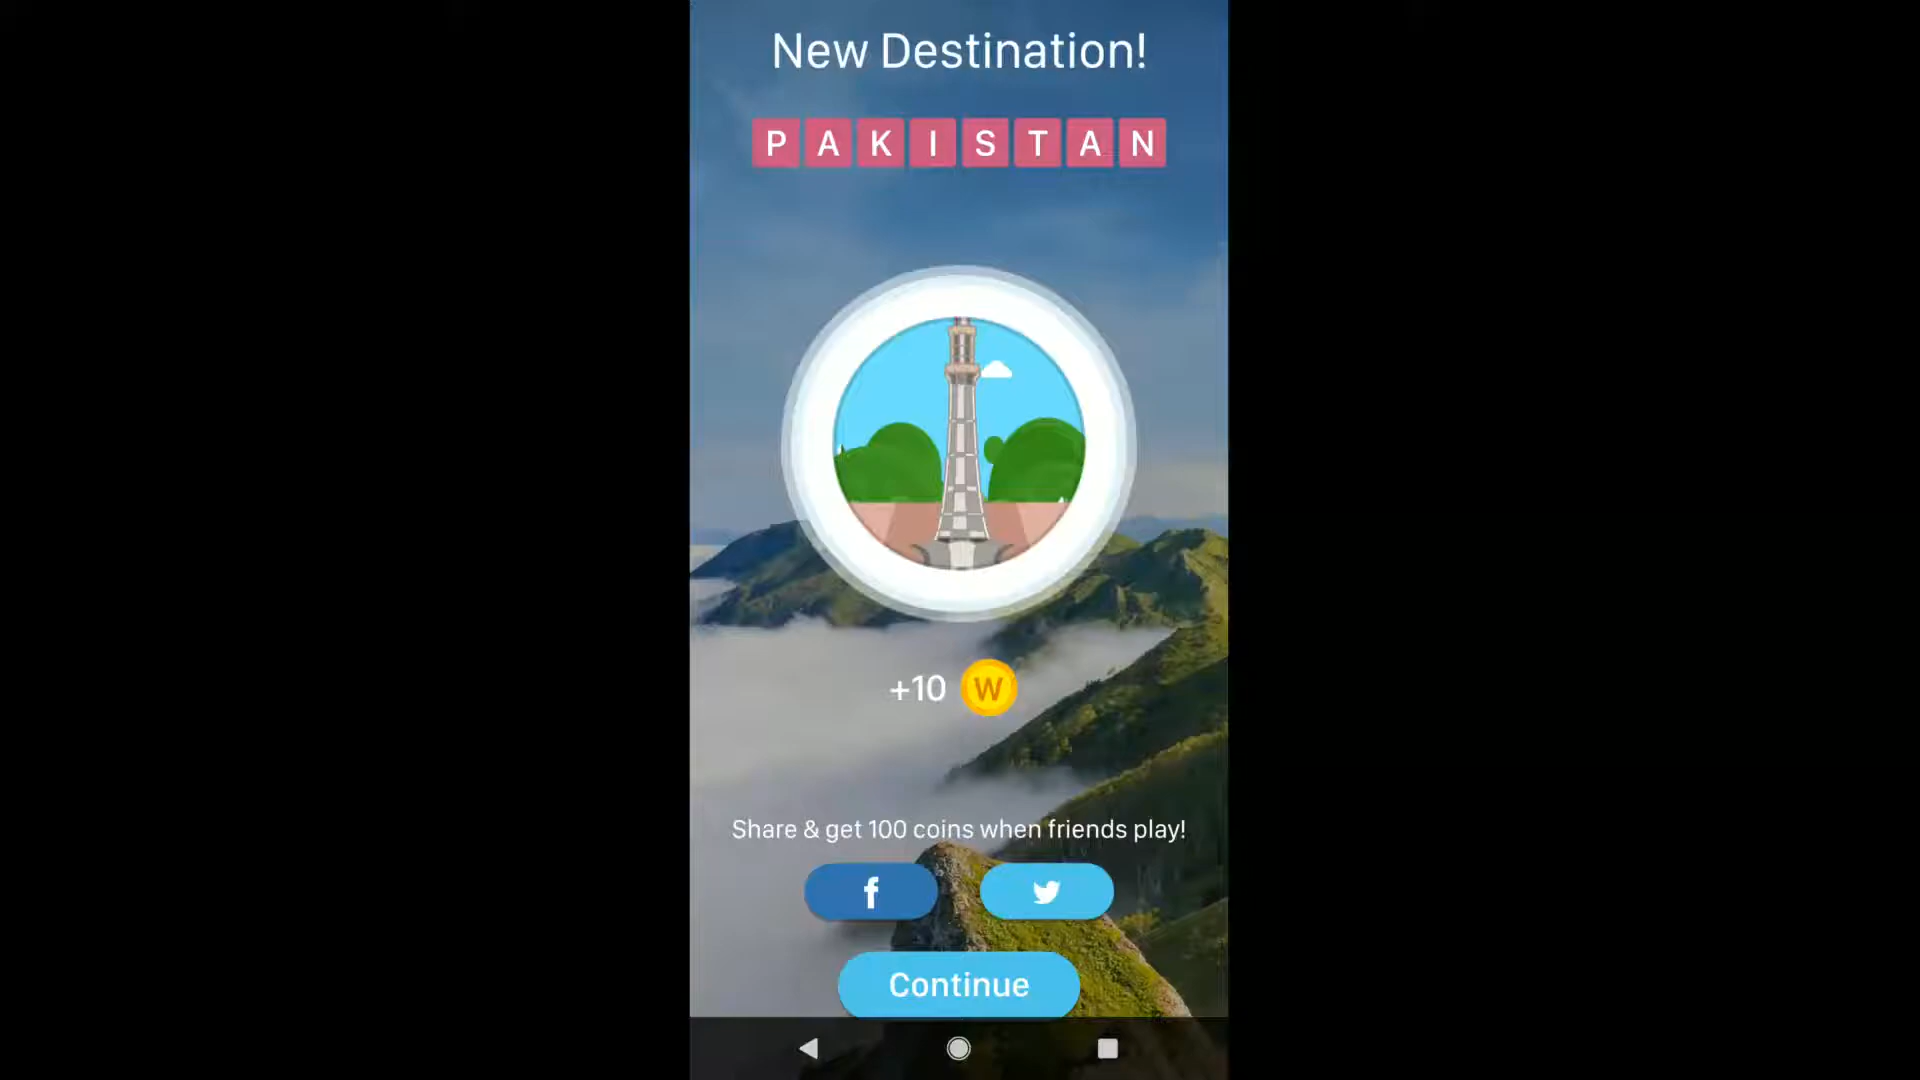 New Destination!
PAKISTAN
+10 W
Share & get 100 coins when friends play!
f
Continue